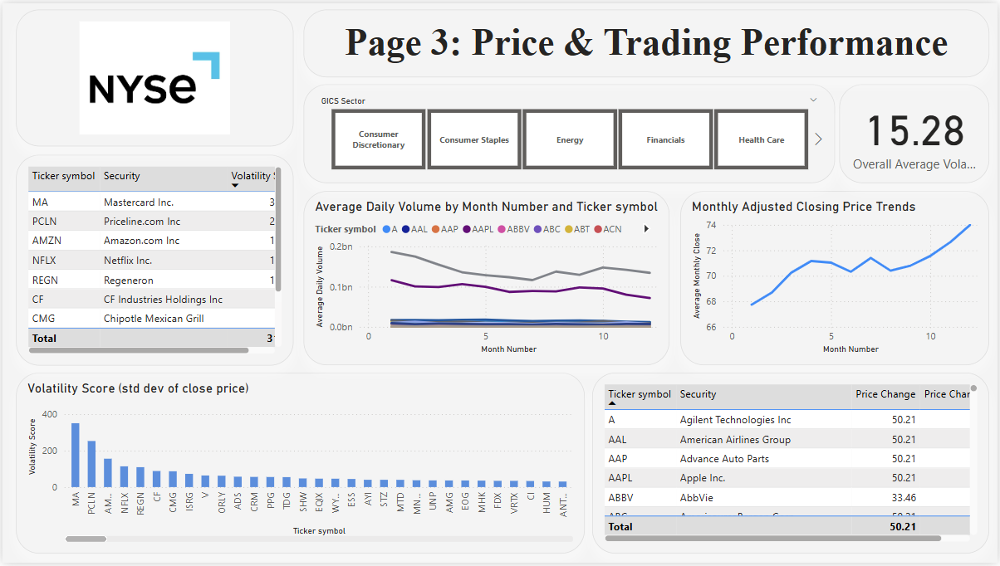 NYSE
Page 3: Price & Trading Performance
GICS Sector
Consumer
Discretionary
Consumer Staples
Energy
Financials
Health Care
15.28
Overall Average Vola...
Ticker symbol Security Volatility
MA Mastercard Inc. 3
PCLN Priceline.com Inc 2
AMZN Amazon.com Inc 1
NFLX Netflix Inc. 1
REGN Regeneron 1
CF CF Industries Holdings Inc
CMG Chipotle Mexican Grill
Total 3
Average Daily Volume by Month Number and Ticker symbol
Ticker symbol A AAL AAP AAPL ABBV ABC ABT ACN
Average Daily Volume
0.2bn
0.1bn
0.0bn
0 5 10
Month Number
Monthly Adjusted Closing Price Trends
Average Monthly Close
74
72
70
68
66
0 5 10
Month Number
Volatility Score (std dev of close price)
Volatility Score
400
200
0
MA PCLN AM... NFLX REGN CF CMG ISRG V ORLY ADS CRM PPG TDG SHW EQIX WY... ESS AYI STZ MTD MN... UNP AMG EOG MHK FDX VRTX CI HUM ANT...
Ticker symbol
Ticker symbol Security Price Change Price Char
A Agilent Technologies Inc 50.21
AAL American Airlines Group 50.21
AAP Advance Auto Parts 50.21
AAPL Apple Inc. 50.21
ABBV AbbVie 33.46
Total 50.21